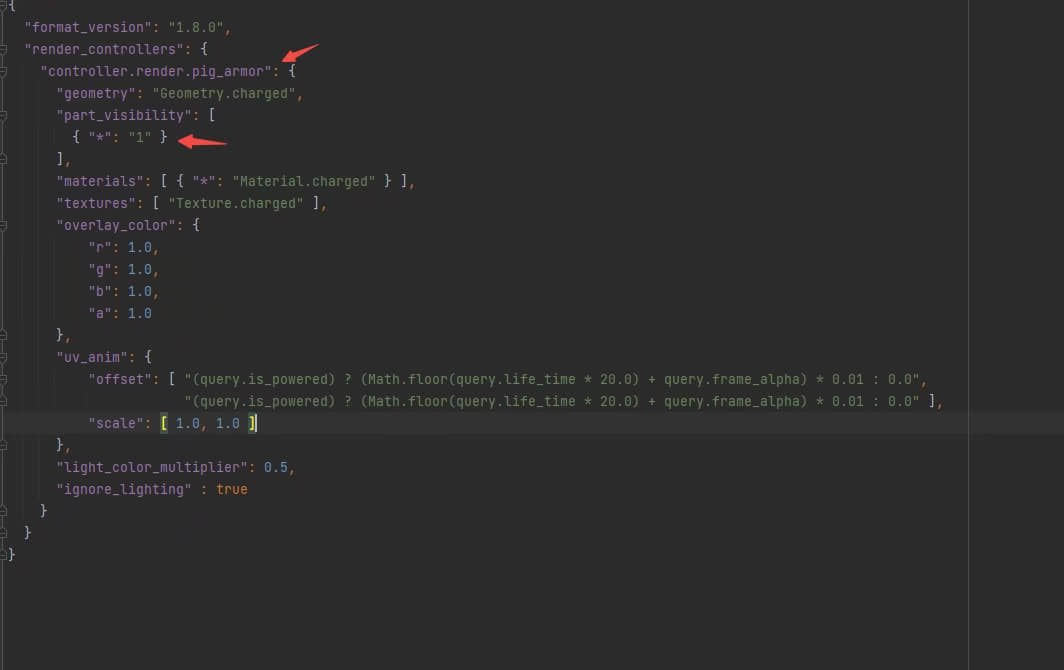 {
"format_version": "1.8.0",
"render_controllers": {
"controller.render.pig_armor": {
"geometry": "Geometry.charged",
"part_visibility": [
{ "*": "1" }
],
"materials": [ { "*": "Material.charged" } ],
"textures": [ "Texture.charged" ],
"overlay_color": {
"r": 1.0,
"g": 1.0,
"b": 1.0,
"a": 1.0
},
"uv_anim": {
"offset": [ "(query.is_powered) ? (Math.floor(query.life_time * 20.0) + query.frame_alpha) * 0.01 : 0.0",
"(query.is_powered) ? (Math.floor(query.life_time * 20.0) + query.frame_alpha) * 0.01 : 0.0" ],
"scale": [ 1.0, 1.0 ]
},
"light_color_multiplier": 0.5,
"ignore_lighting" : true
}
}
}